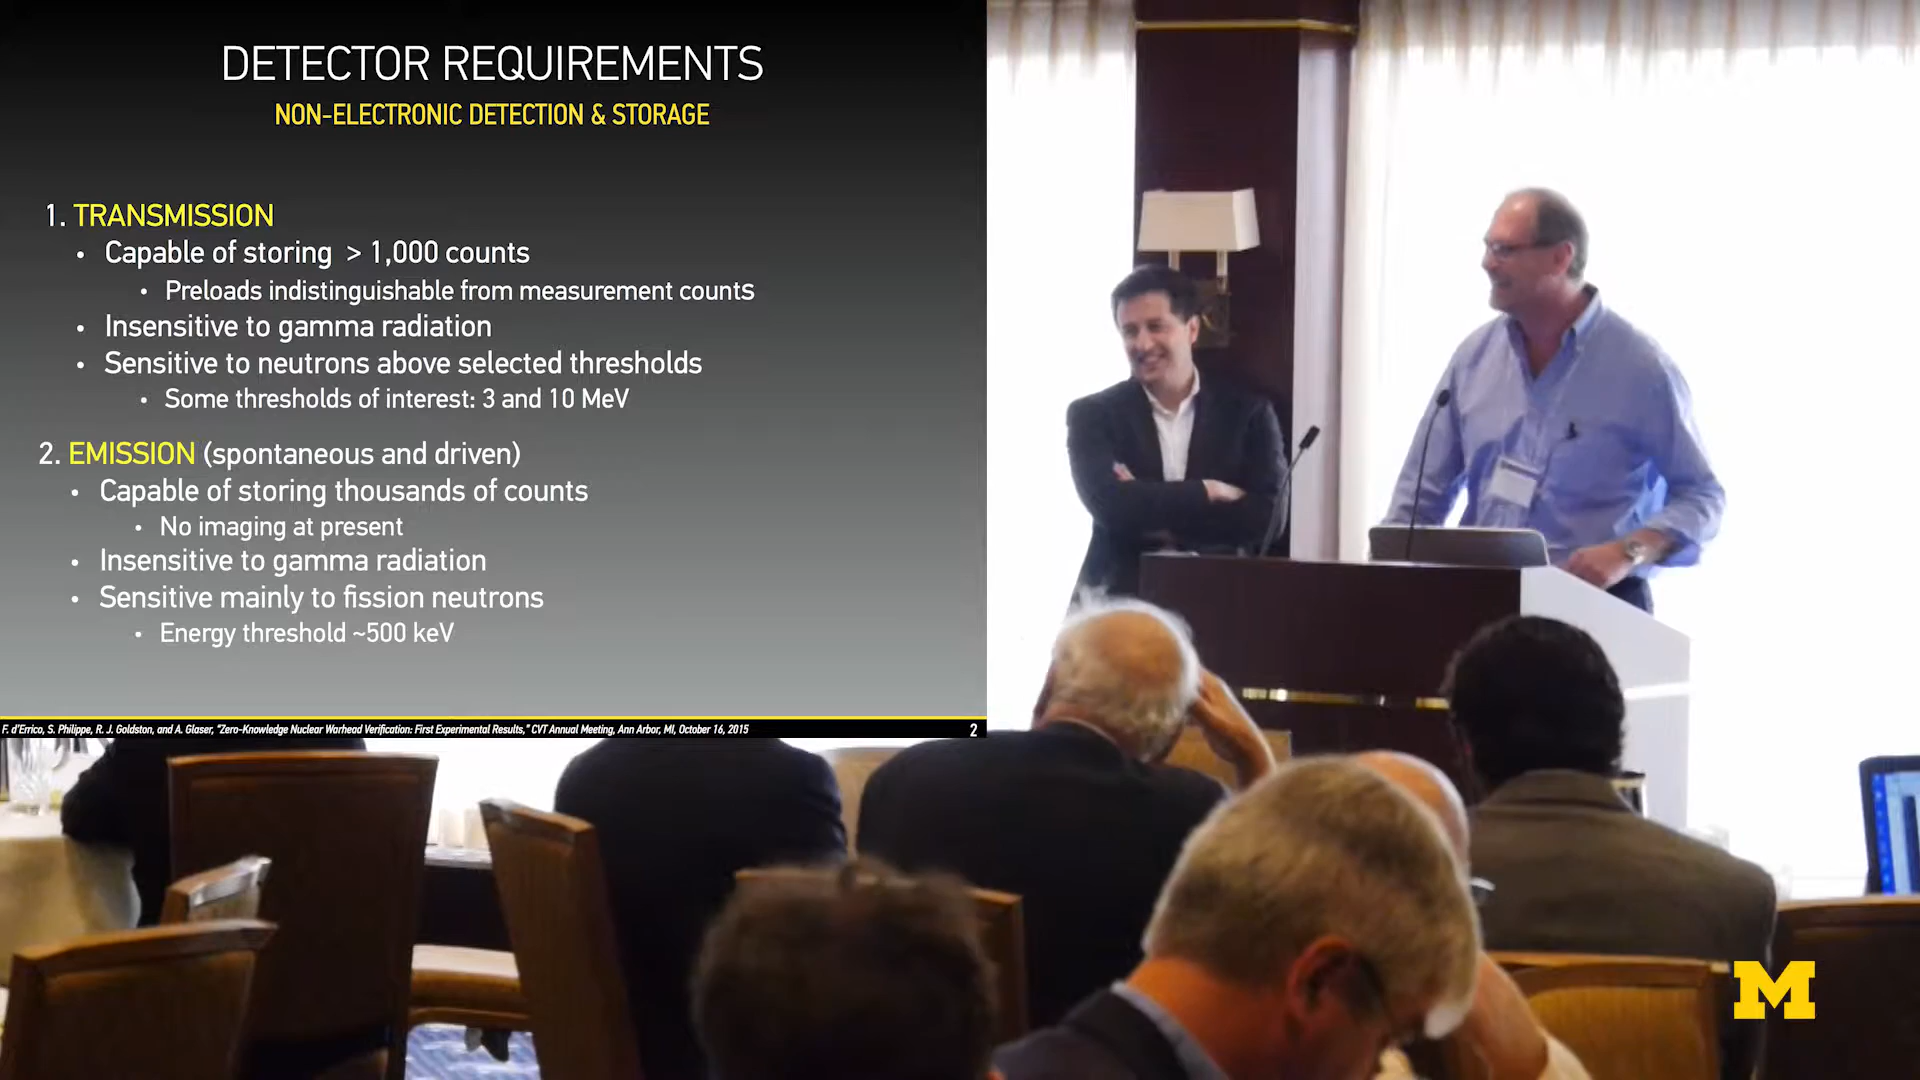 DETECTOR REQUIREMENTS
NON-ELECTRONIC DETECTION & STORAGE
1. TRANSMISSION
• Capable of storing > 1,000 counts
• Preloads indistinguishable from measurement counts
• Insensitive to gamma radiation
• Sensitive to neutrons above selected thresholds
• Some thresholds of interest: 3 and 10 MeV
2. EMISSION (spontaneous and driven)
• Capable of storing thousands of counts
• No imaging at present
• Insensitive to gamma radiation
• Sensitive mainly to fission neutrons
• Energy threshold ~500 keV
F. d'Errico, S. Philippe, R. J. Goldston, and A. Glaser, "Zero-Knowledge Nuclear Warhead Verification: First Experimental Results," CVT Annual Meeting, Ann Arbor, MI, October 16, 2015
2
M